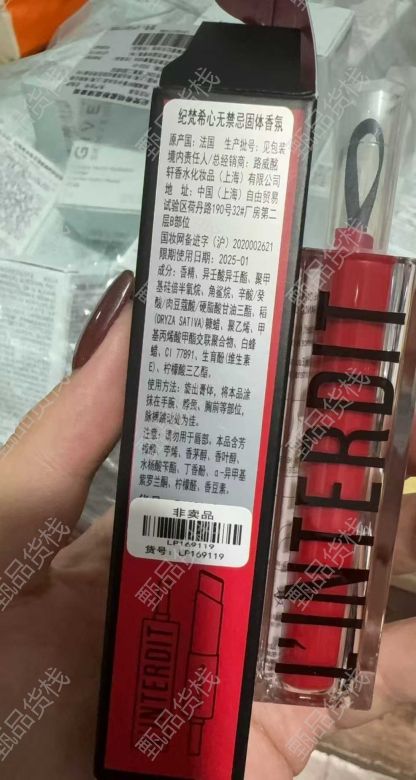 纪梵希心无禁忌固体香氛
原产国：法国 生产批号：见包装
境内责任人/总经销商：路威酩
轩香水化妆品（上海）有限公司
地 址：中国（上海）自由贸易
试验区荷丹路190号32#厂房第二
层B部位
国妆网备进字（沪）2020002621
限期使用日期：2025-01
成分：香精、异壬酸异壬酯、聚甲
基硅倍半氧烷、角鲨烷、辛酸/癸
酸/肉豆蔻酸/硬脂酸甘油三酯、稻
(ORYZA SATIVA)糠蜡、聚乙烯、甲
基丙烯酸甲酯交联聚合物、白蜂
蜡、CI 77891、生育酚(维生素
E)、柠檬酸三乙酯。
使用方法：旋出膏体，将本品涂
抹在手腕、脖颈、胸前等部位，
脉搏跳动处为佳。
注意：请勿用于唇部。本品含芳
樟醇、苧烯、香茅醇、香叶醇、
水杨酸苄酯、丁香酚、α-异甲基
紫罗兰酮、柠檬醛、香豆素。
非卖品
LP169119
货号： LP169119
INTERDIT
L'INTERDIT
甄品货栈